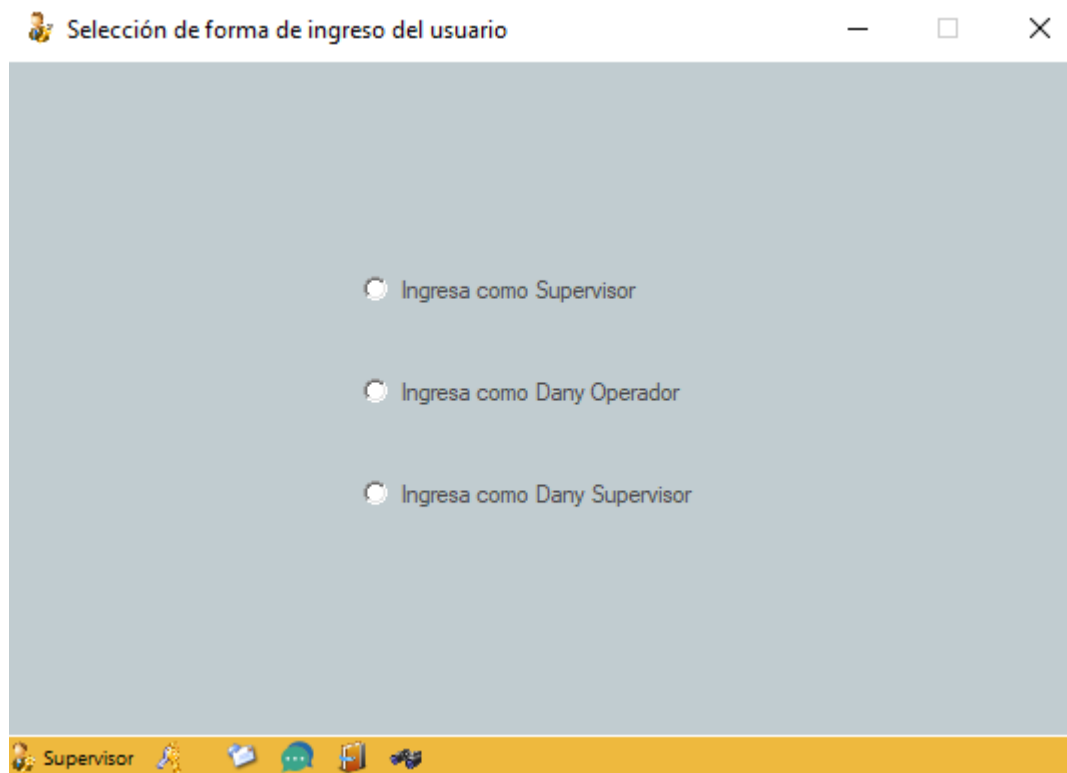 Selección de forma de ingreso del usuario
Ingresa como Supervisor
Ingresa como Dany Operador
Ingresa como Dany Supervisor
Supervisor